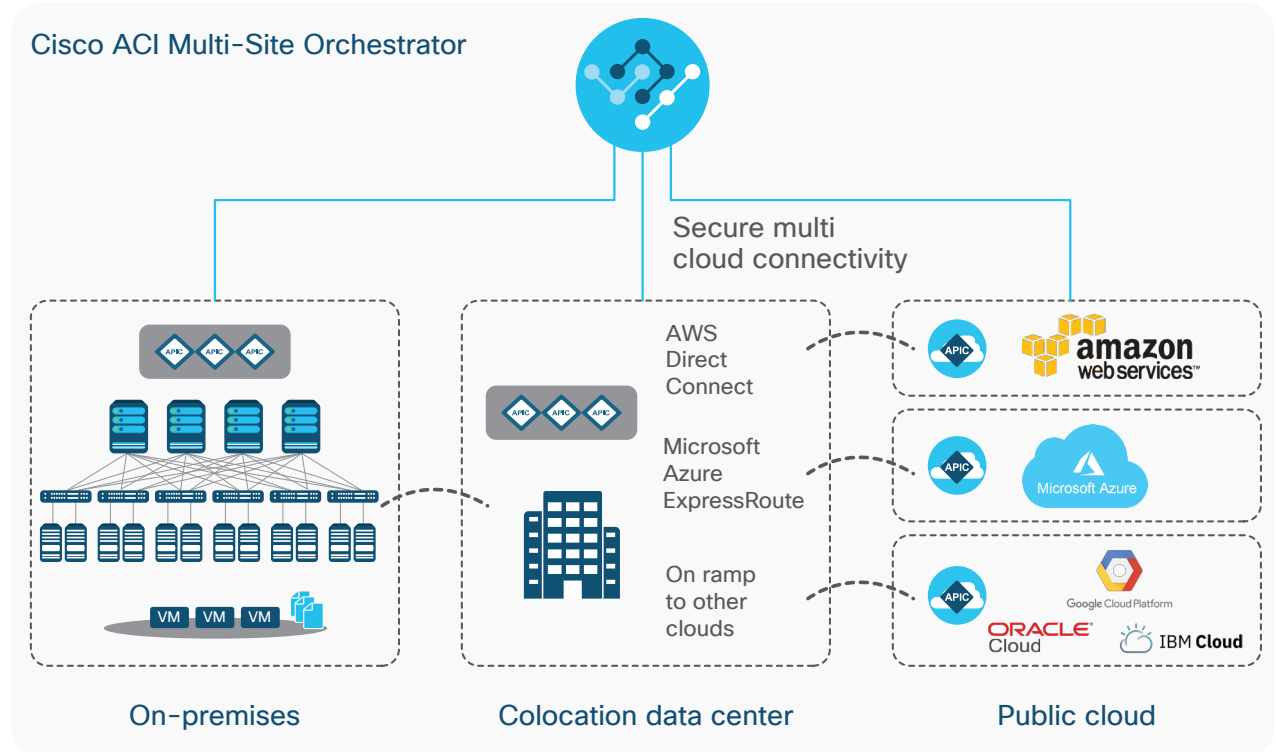 Cisco ACI Multi-Site Orchestrator
Secure multi
cloud connectivity
APIC APIC APIC
VM VM VM
On-premises
APIC APIC APIC
AWS
Direct
Connect
Microsoft
Azure
ExpressRoute
On ramp
to other
clouds
Colocation data center
APIC
amazon
web services™
APIC
Microsoft Azure
APIC
Google Cloud Platform
ORACLE®
Cloud
IBM Cloud
Public cloud